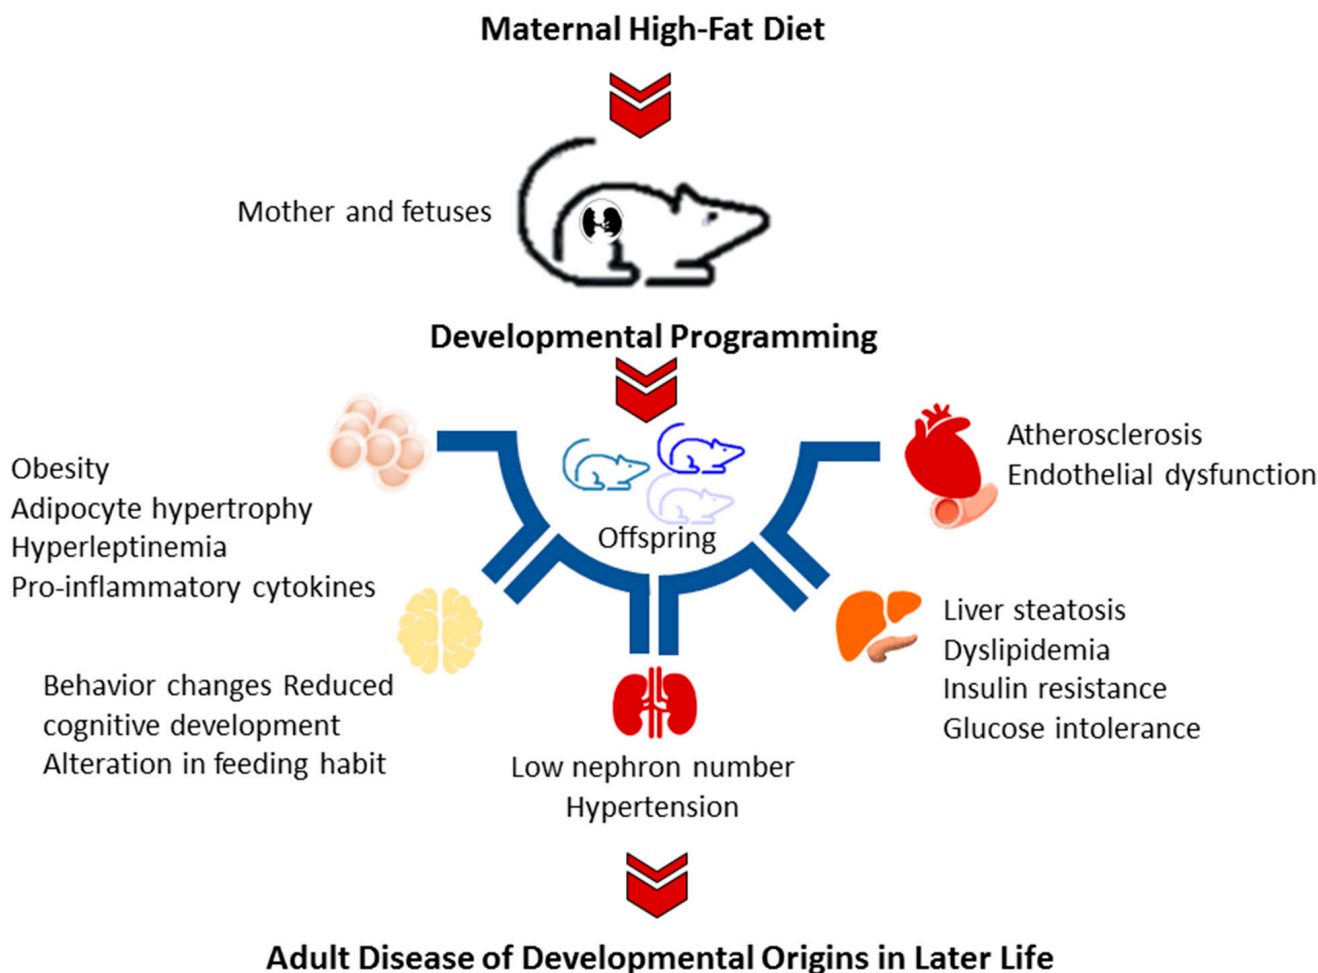 Maternal High-Fat Diet
Mother and fetuses
Developmental Programming
Offspring
Obesity
Adipocyte hypertrophy
Hyperleptinemia
Pro-inflammatory cytokines
Atherosclerosis
Endothelial dysfunction
Behavior changes Reduced
cognitive development
Alteration in feeding habit
Low nephron number
Hypertension
Liver steatosis
Dyslipidemia
Insulin resistance
Glucose intolerance
Adult Disease of Developmental Origins in Later Life